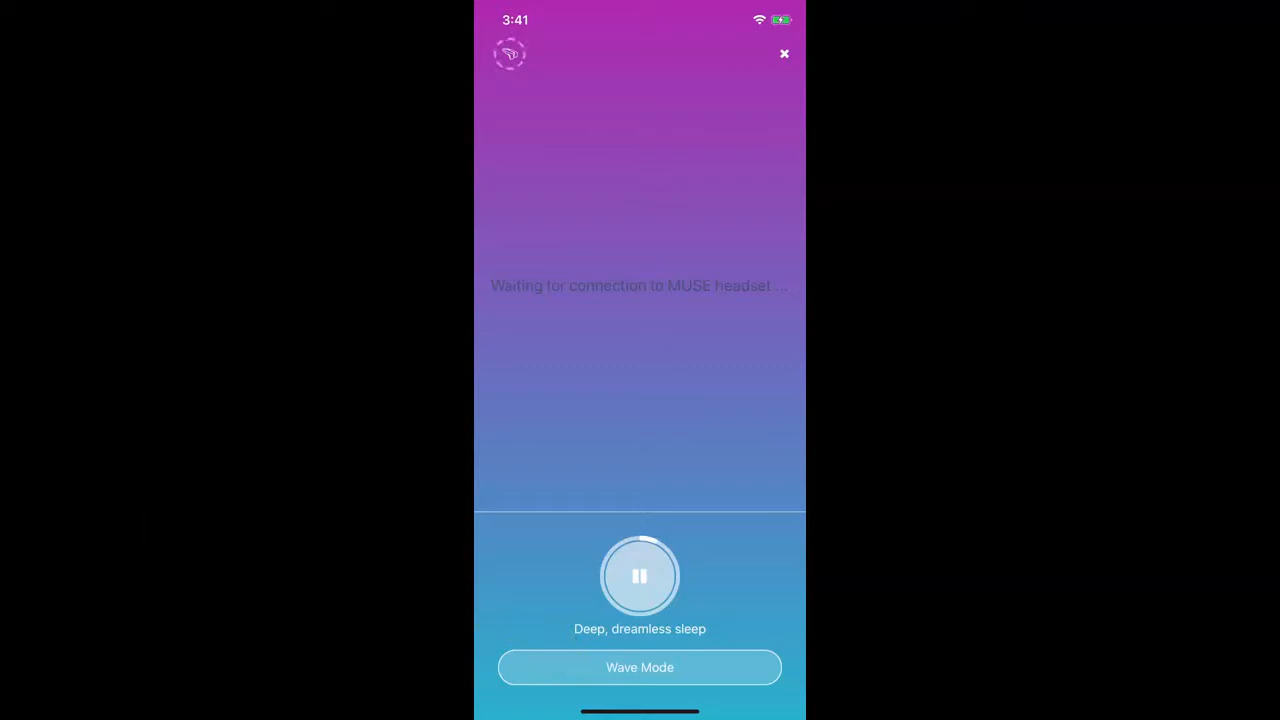 3:41
Waiting for connection to MUSE headset ...
Deep, dreamless sleep
Wave Mode